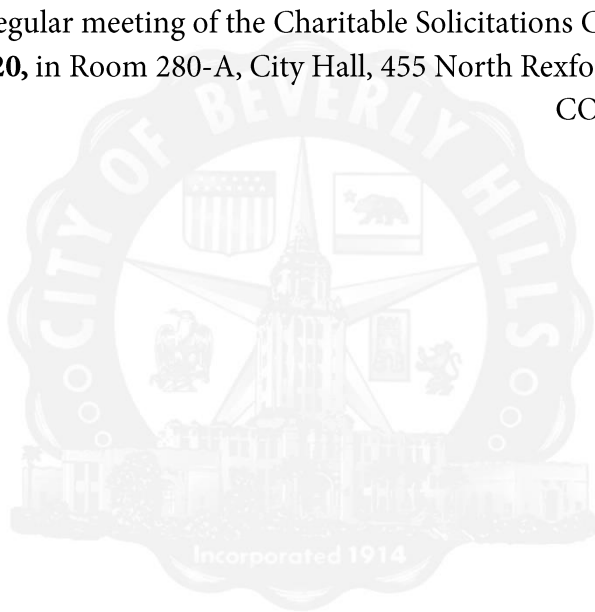 egular meeting of the Charitable Solicitations C
20, in Room 280-A, City Hall, 455 North Rexfo
CO
CITY OF BEVERLY HILLS
Incorporated 1914